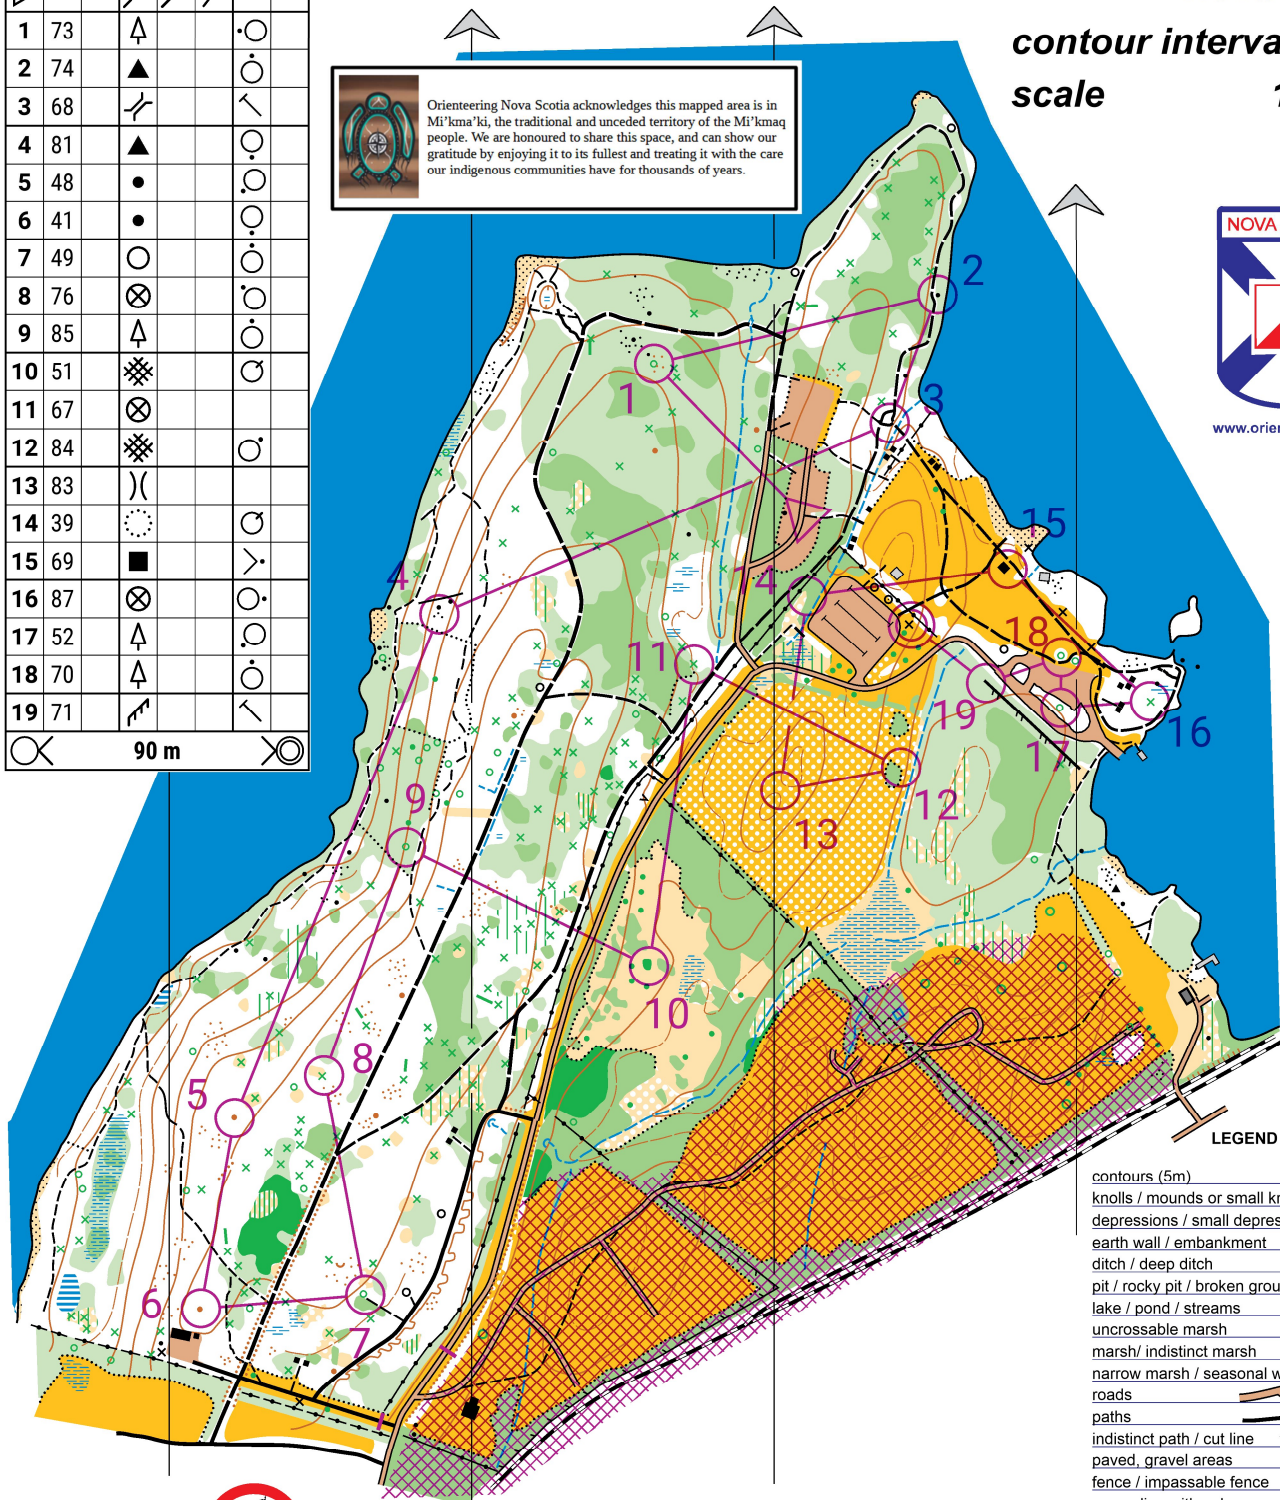 1 73
2 74
3 68
4 81
5 48
6 41
7 49
8 76
9 85
10 51
11 67
12 84
13 83
14 39
15 69
16 87
17 52
18 70
19 71
90 m
Orienteering Nova Scotia acknowledges this mapped area is in
Mi'kma'ki, the traditional and unceded territory of the Mi'kmaq
people. We are honoured to share this space, and can show our
gratitude by enjoying it to its fullest and treating it with the care
our indigenous communities have for thousands of years.
contour interva
scale 1
NOVA
www.orien
2
1
3
4
15
14
11
18
19
16
17
9
12
13
10
8
5
6
7
LEGEND
contours (5m)
knolls / mounds or small kn
depressions / small depres
earth wall / embankment
ditch / deep ditch
pit / rocky pit / broken grou
lake / pond / streams
uncrossable marsh
marsh/ indistinct marsh
narrow marsh / seasonal w
roads
paths
indistinct path / cut line
paved, gravel areas
fence / impassable fence